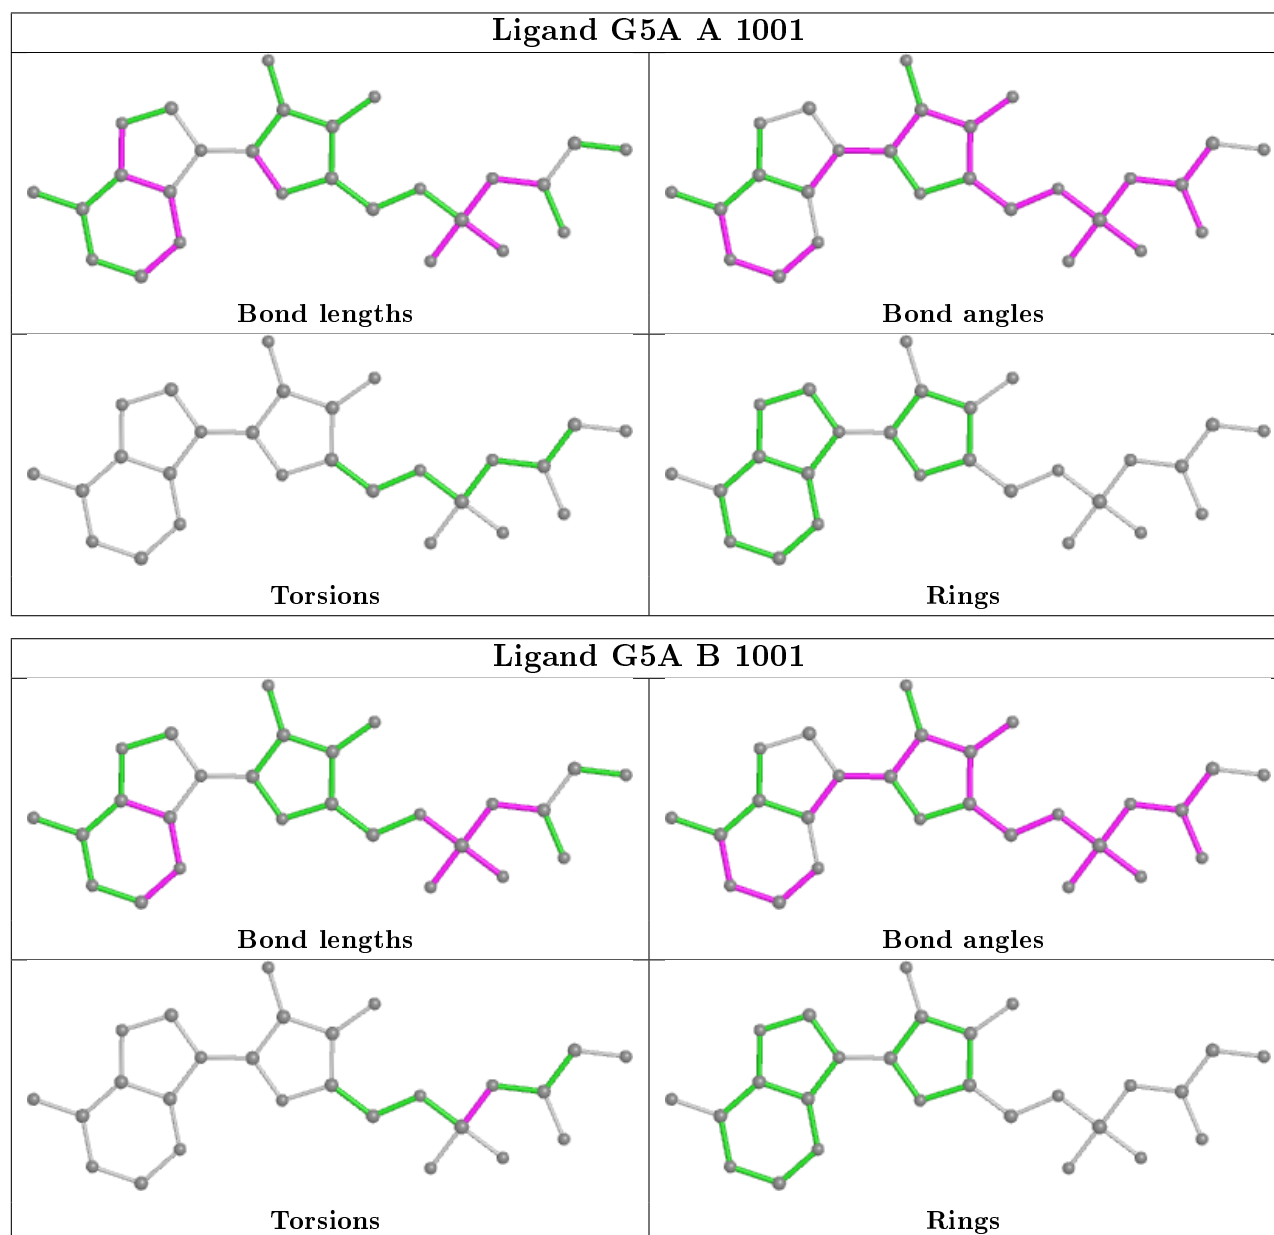 Ligand G5A A 1001
Bond lengths
Bond angles
Torsions
Rings
Ligand G5A B 1001
Bond lengths
Bond angles
Torsions
Rings